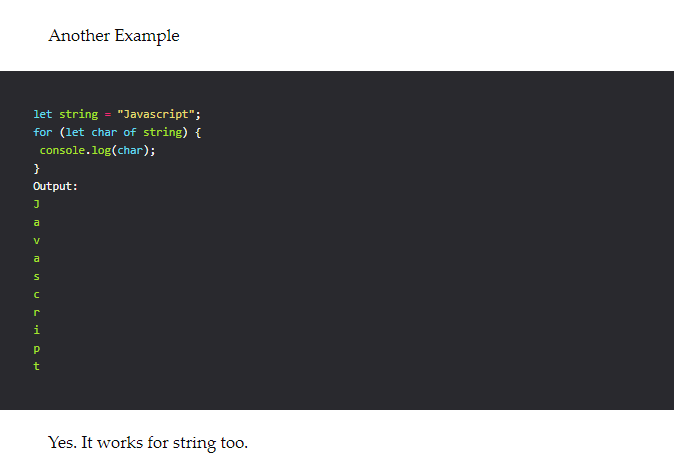 Another Example
let string = "Javascript";
for (let char of string) {
 console.log(char);
}
Output:
J
a
v
a
s
c
r
i
p
t
Yes. It works for string too.